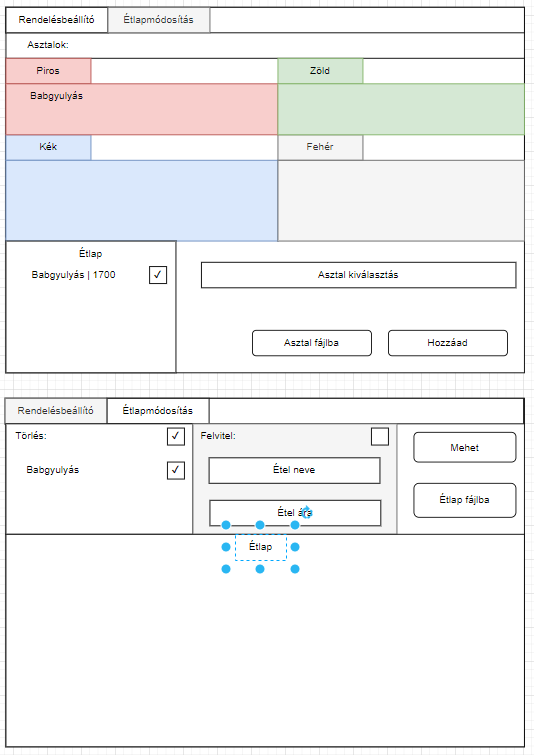 Rendelésbeállító Étlapmódosítás
Asztalok:
Piros Zöld
Babgyulyás
Kék Fehér
Étlap
Babgyulyás | 1700 ✓
Asztal kiválasztás
Asztal fájlba Hozzáad
Rendelésbeállító Étlapmódosítás
Törlés: ✓ Felvitel:
Mehet
Babgyulyás ✓ Étel neve
Étlap fájlba
Étel ára
Étlap